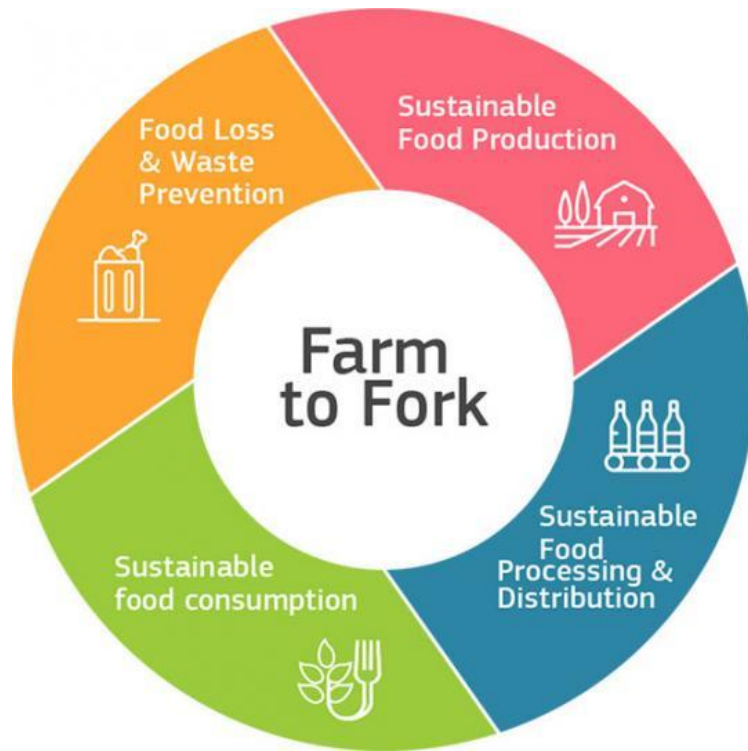 Food Loss
& Waste
Prevention
Sustainable
Food Production
Farm
to Fork
Sustainable
Food
Processing &
Distribution
Sustainable
food consumption